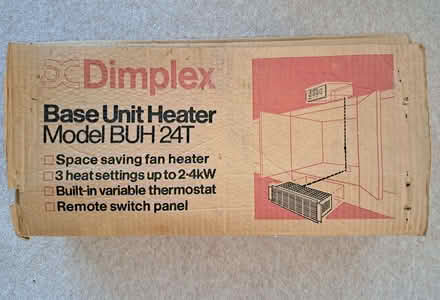 Dimplex
Base Unit Heater
Model BUH 24T
Space saving fan heater
3 heat settings up to 2·4kW
Built-in variable thermostat
Remote switch panel